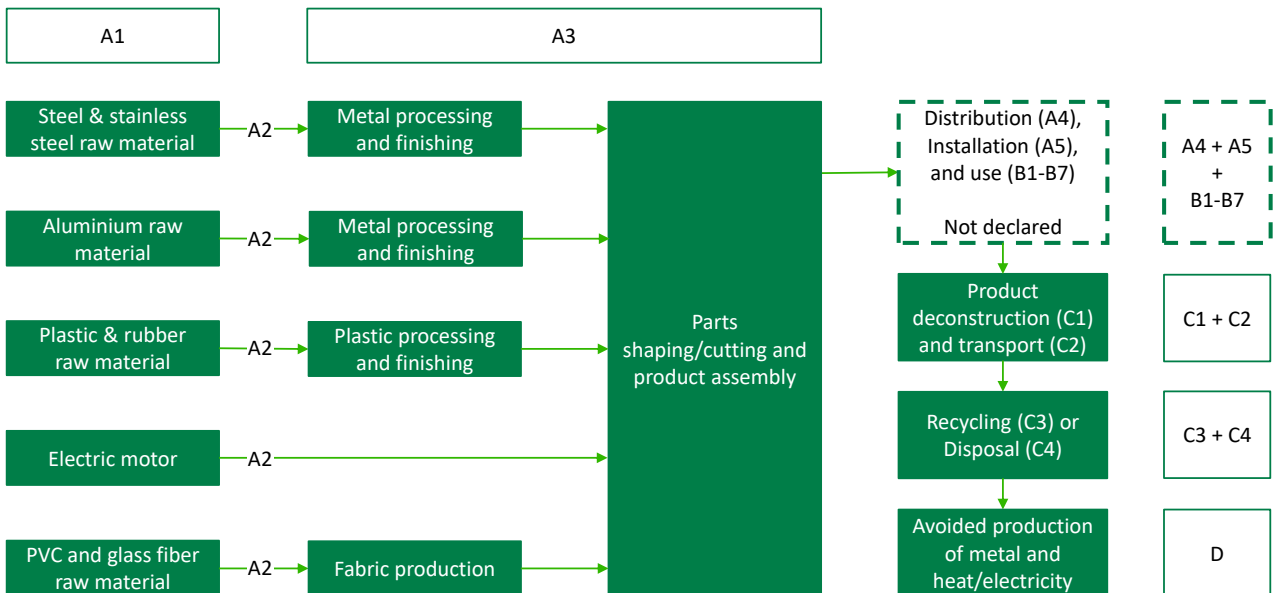 A1
A3
Steel & stainless
steel raw material
A2
Metal processing
and finishing
Aluminium raw
material
A2
Metal processing
and finishing
Plastic & rubber
raw material
A2
Plastic processing
and finishing
Electric motor
A2
PVC and glass fiber
raw material
A2
Fabric production
Parts
shaping/cutting and
product assembly
Distribution (A4),
Installation (A5),
and use (B1-B7)
Not declared
A4 + A5
+
B1-B7
Product
deconstruction (C1)
and transport (C2)
C1 + C2
Recycling (C3) or
Disposal (C4)
C3 + C4
Avoided production
of metal and
heat/electricity
D